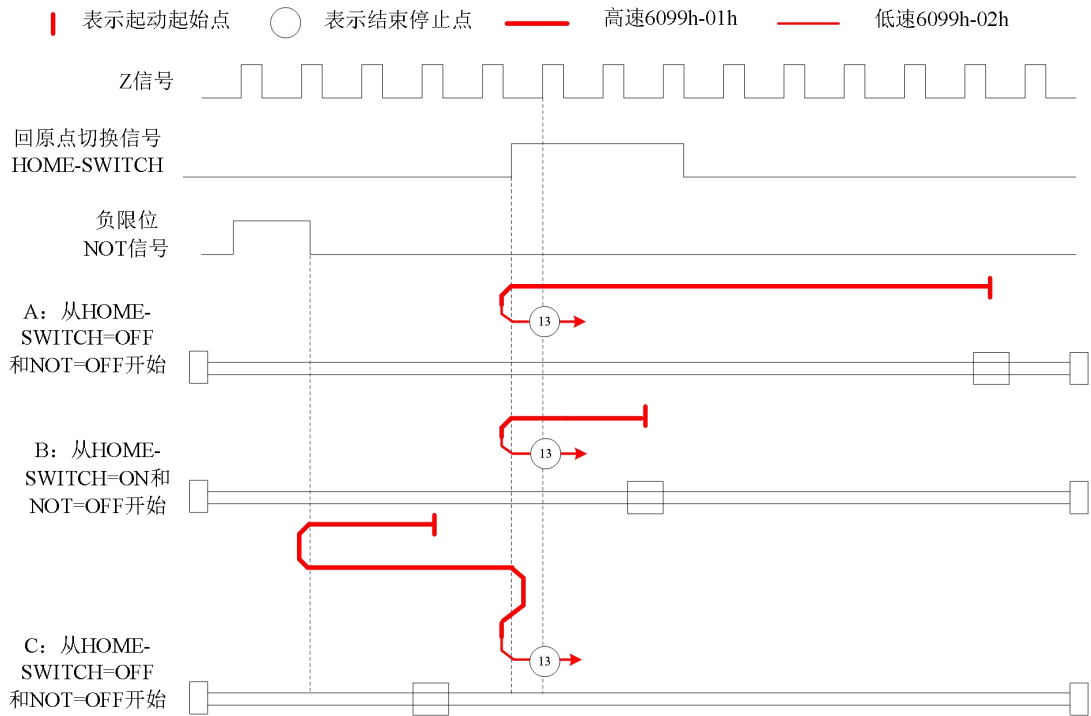 表示起动起始点 表示结束停止点 高速6099h-01h 低速6099h-02h
Z信号
回原点切换信号
HOME-SWITCH
负限位
NOT信号
A：从HOME-
SWITCH=OFF
和NOT=OFF开始
13
B：从HOME-
SWITCH=ON和
NOT=OFF开始
13
C：从HOME-
SWITCH=OFF
和NOT=OFF开始
13